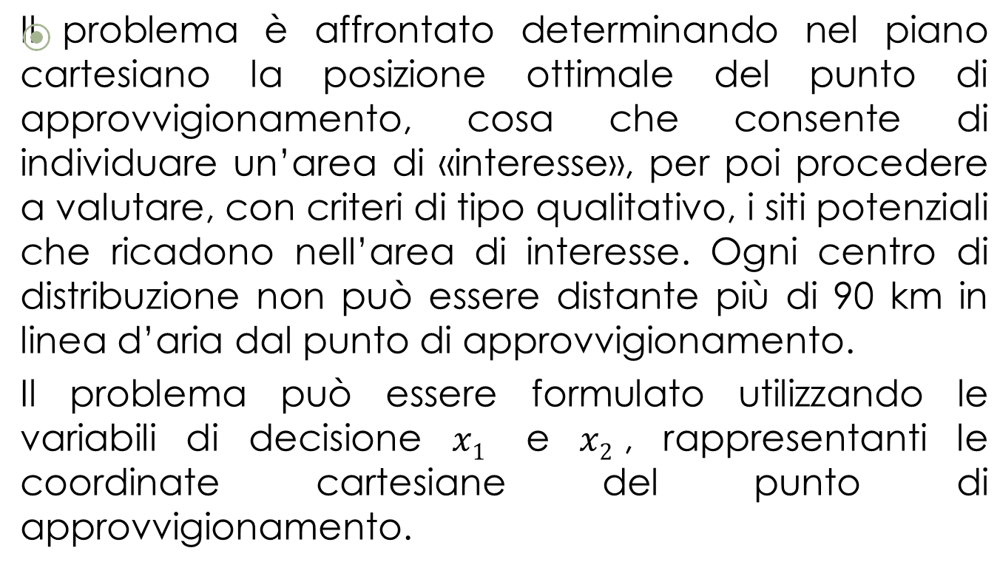 Il problema è affrontato determinando nel piano
cartesiano la posizione ottimale del punto di
approvvigionamento, cosa che consente di
individuare un’area di «interesse», per poi procedere
a valutare, con criteri di tipo qualitativo, i siti potenziali
che ricadono nell’area di interesse. Ogni centro di
distribuzione non può essere distante più di 90 km in
linea d’aria dal punto di approvvigionamento.
Il problema può essere formulato utilizzando le
variabili di decisione x₁ e x₂ , rappresentanti le
coordinate cartesiane del punto di
approvvigionamento.